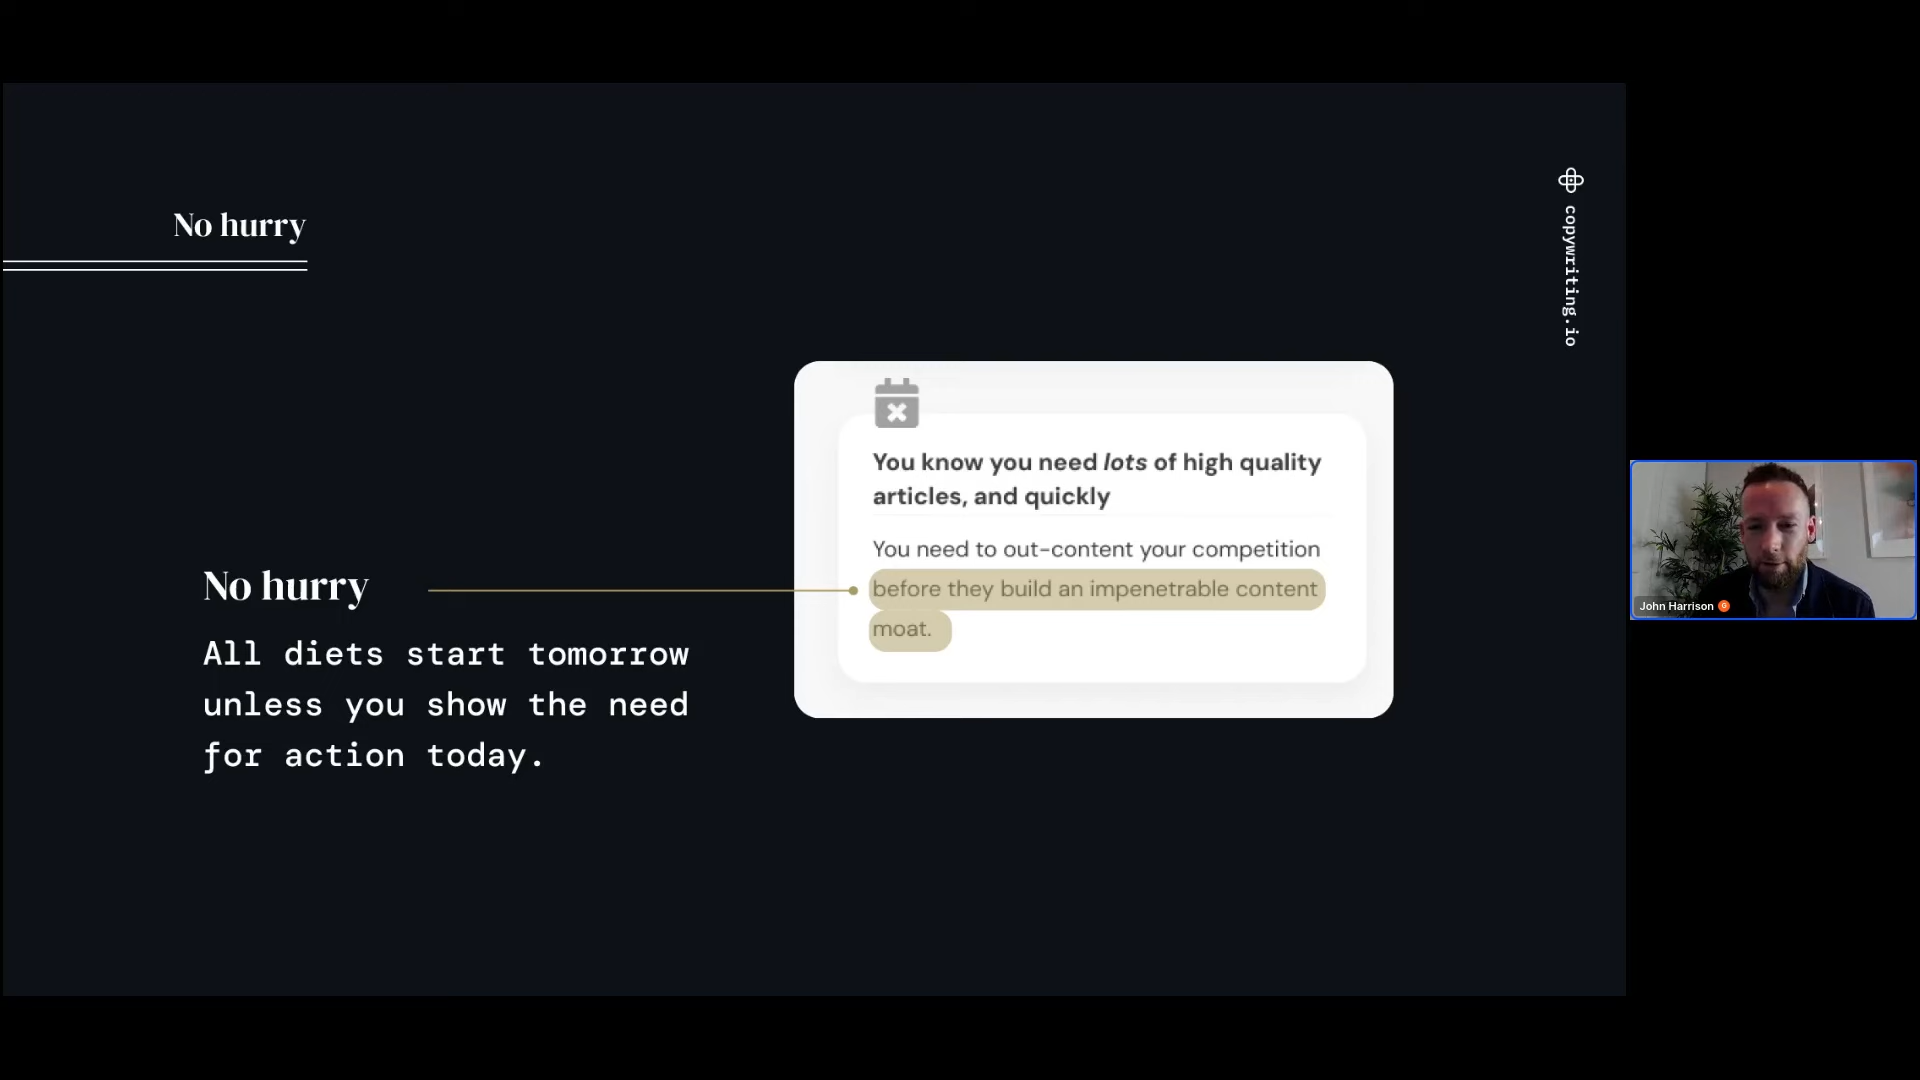 No hurry
copywriting.io
You know you need lots of high quality
articles, and quickly
You need to out-content your competition
before they build an impenetrable content
moat.
No hurry
All diets start tomorrow
unless you show the need
for action today.
John Harrison